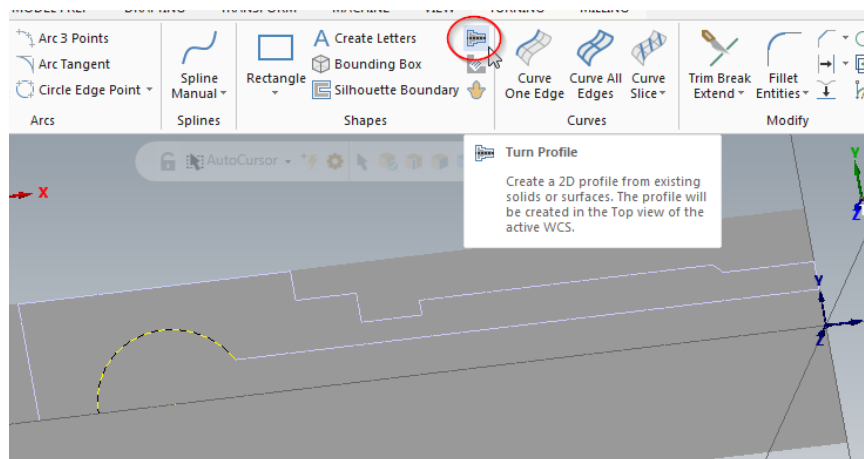 Arc 3 Points
Arc Tangent
Circle Edge Point
Arcs
Spline
Manual
Splines
Rectangle
Create Letters
Bounding Box
Silhouette Boundary
Shapes
Curve
One Edge
Curve All
Edges
Curve
Slice
Curves
Trim Break
Extend
Fillet
Entities
Modify
AutoCursor
Turn Profile
Create a 2D profile from existing
solids or surfaces. The profile will
be created in the Top view of the
active WCS.
X
Y
Z
Y
Z